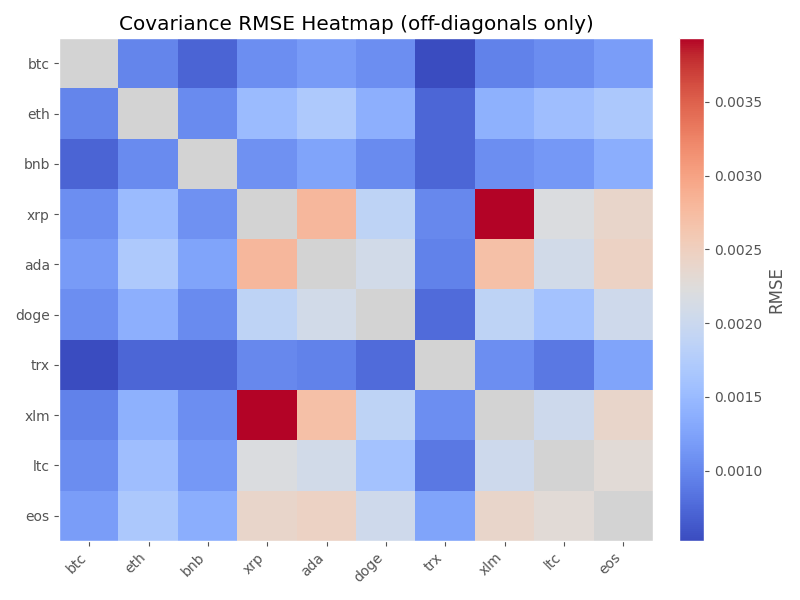 Covariance RMSE Heatmap (off-diagonals only)
btc
eth
bnb
xrp
ada
doge
trx
xlm
ltc
eos
btc
eth
bnb
xrp
ada
doge
trx
xlm
ltc
eos
0.0035
0.0030
0.0025
0.0020
0.0015
0.0010
RMSE